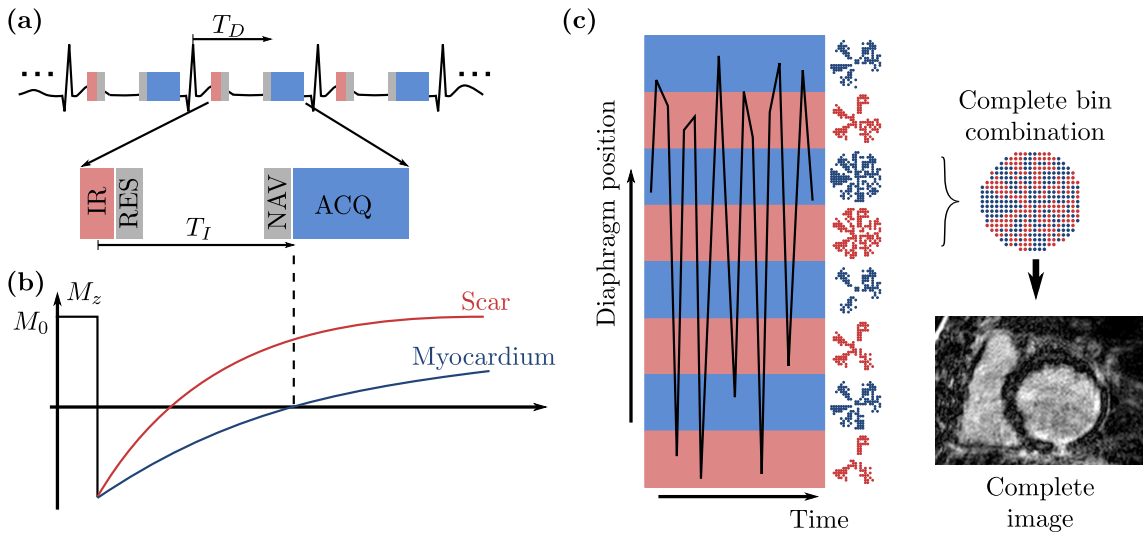 (a)
T_D
IR
RES
NAV
ACQ
T_I
(b)
M_z
M_0
Scar
Myocardium
(c)
Diaphragm position
Time
Complete bin
combination
Complete
image